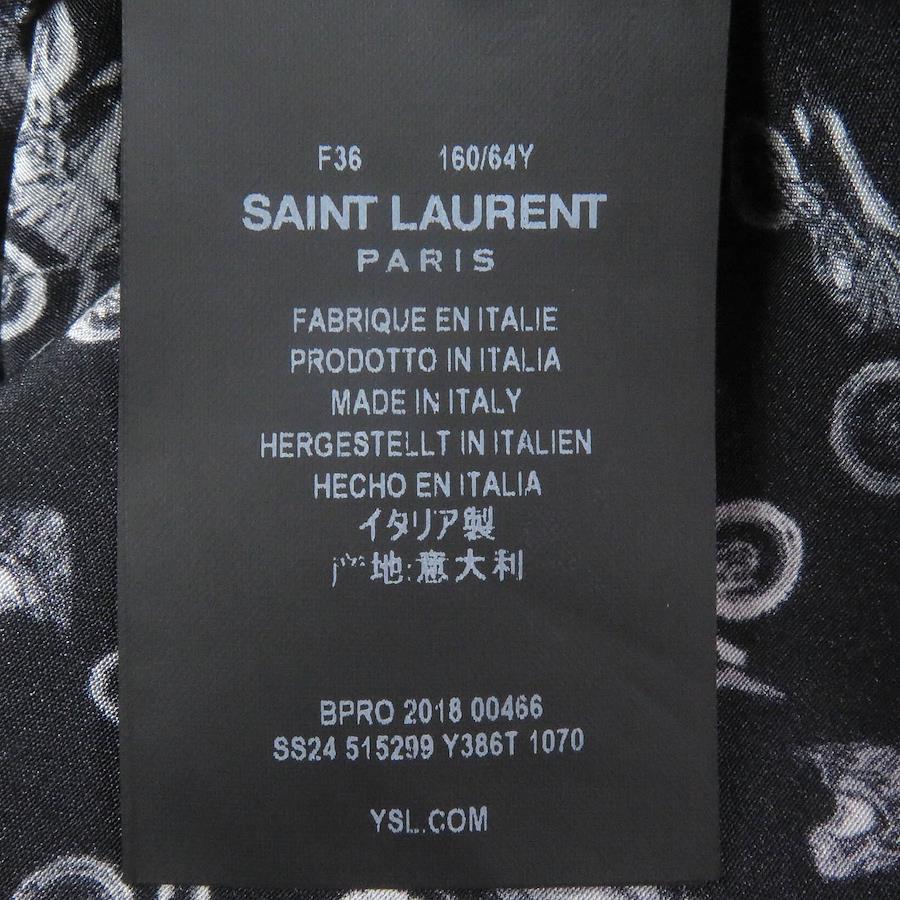 F36 160/64Y
SAINT LAURENT
PARIS
FABRIQUE EN ITALIE
PRODOTTO IN ITALIA
MADE IN ITALY
HERGESTELLT IN ITALIEN
HECHO EN ITALIA
イタリア製
产地:意大利
BPRO 2018 00466
SS24 515299 Y386T 1070
YSL.COM